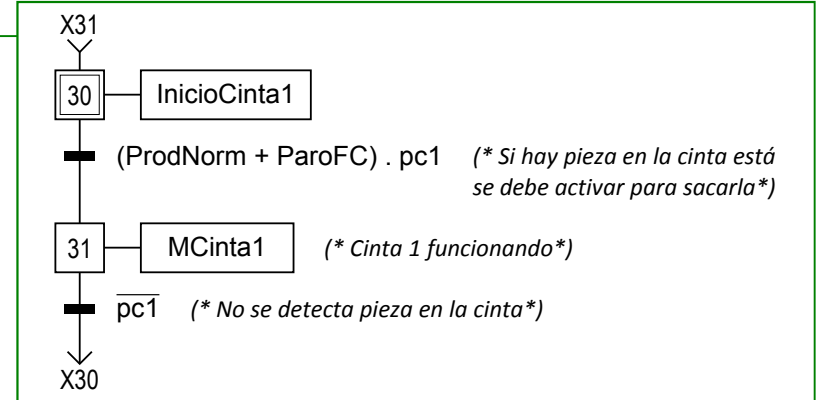 X31
30 InicioCinta1
(ProdNorm + ParoFC) . pc1 (* Si hay pieza en la cinta está
se debe activar para sacarla*)
31 MCinta1 (* Cinta 1 funcionando*)
p̅c̅1̅ (* No se detecta pieza en la cinta*)
X30